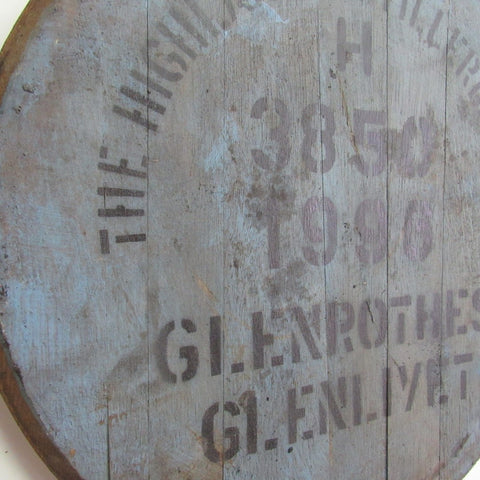 THE HIGHL
H
3850
1990
GLENROTHES
GLENLIVET